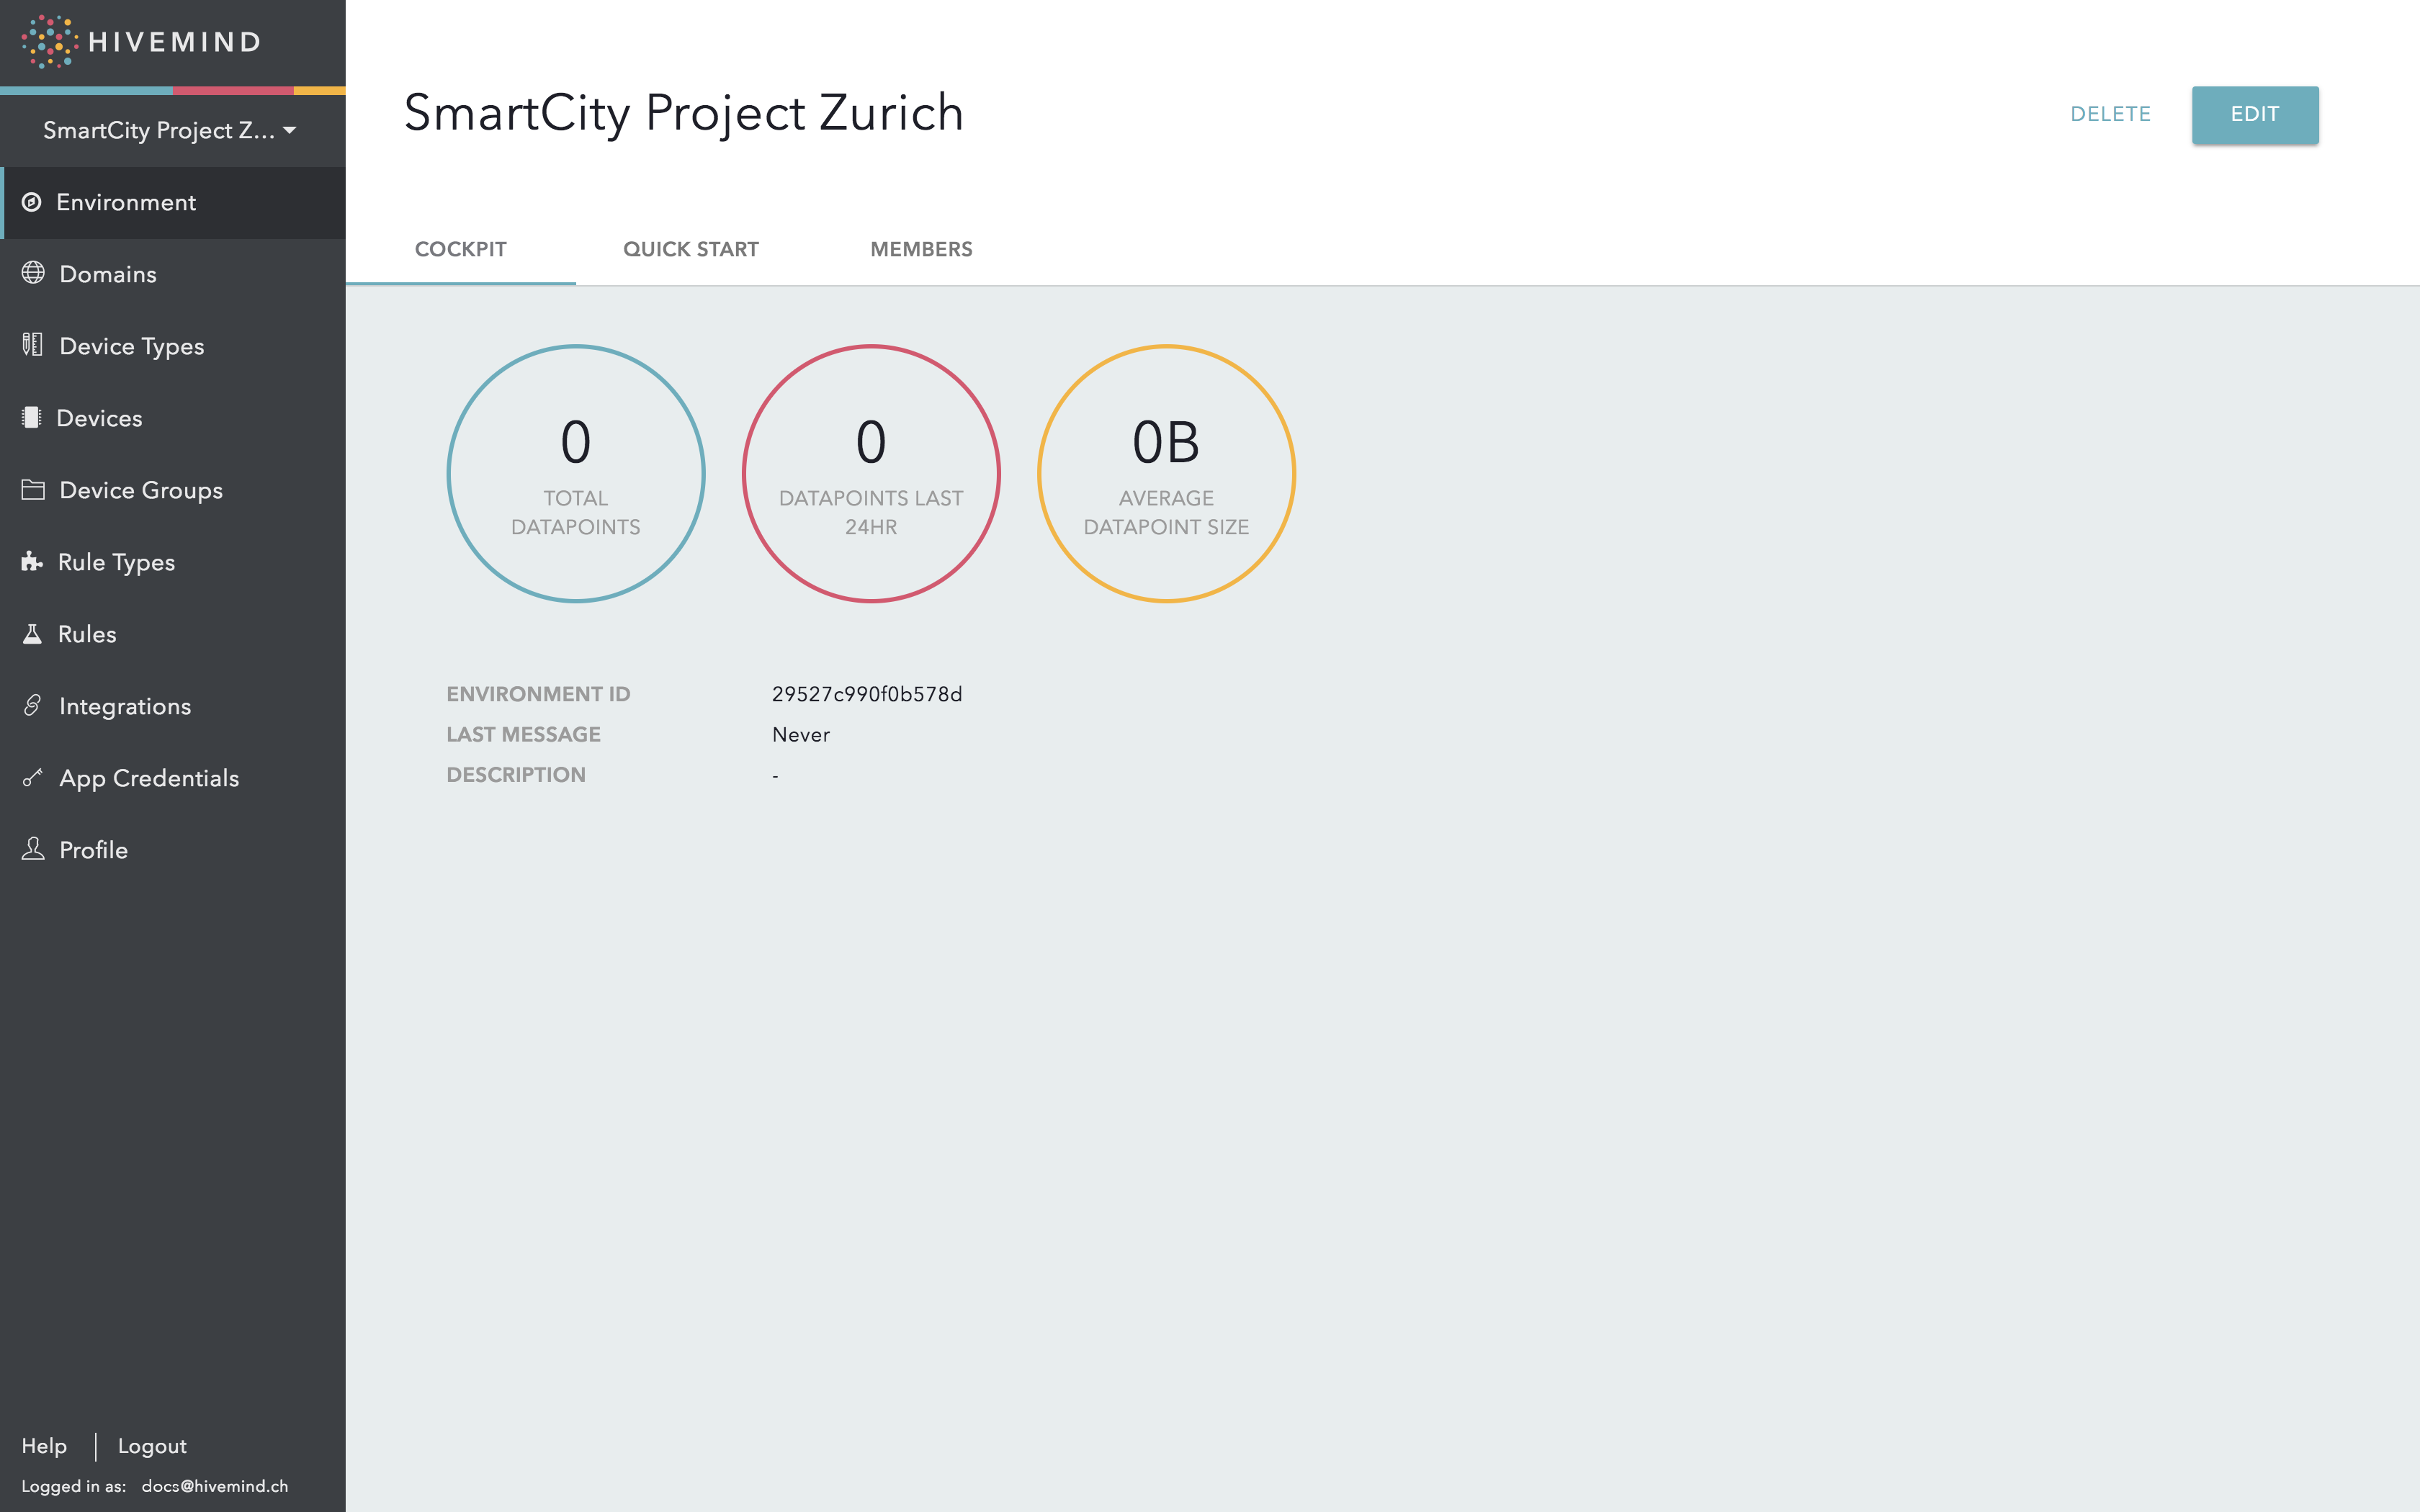 HIVEMIND
SmartCity Project Z...
Environment
Domains
Device Types
Devices
Device Groups
Rule Types
Rules
Integrations
App Credentials
Profile
Help
Logout
Logged in as: docs@hivemind.ch
SmartCity Project Zurich
DELETE
EDIT
COCKPIT
QUICK START
MEMBERS
0
TOTAL
DATAPOINTS
0
DATAPOINTS LAST
24HR
0B
AVERAGE
DATAPOINT SIZE
ENVIRONMENT ID 29527c990f0b578d
LAST MESSAGE Never
DESCRIPTION -